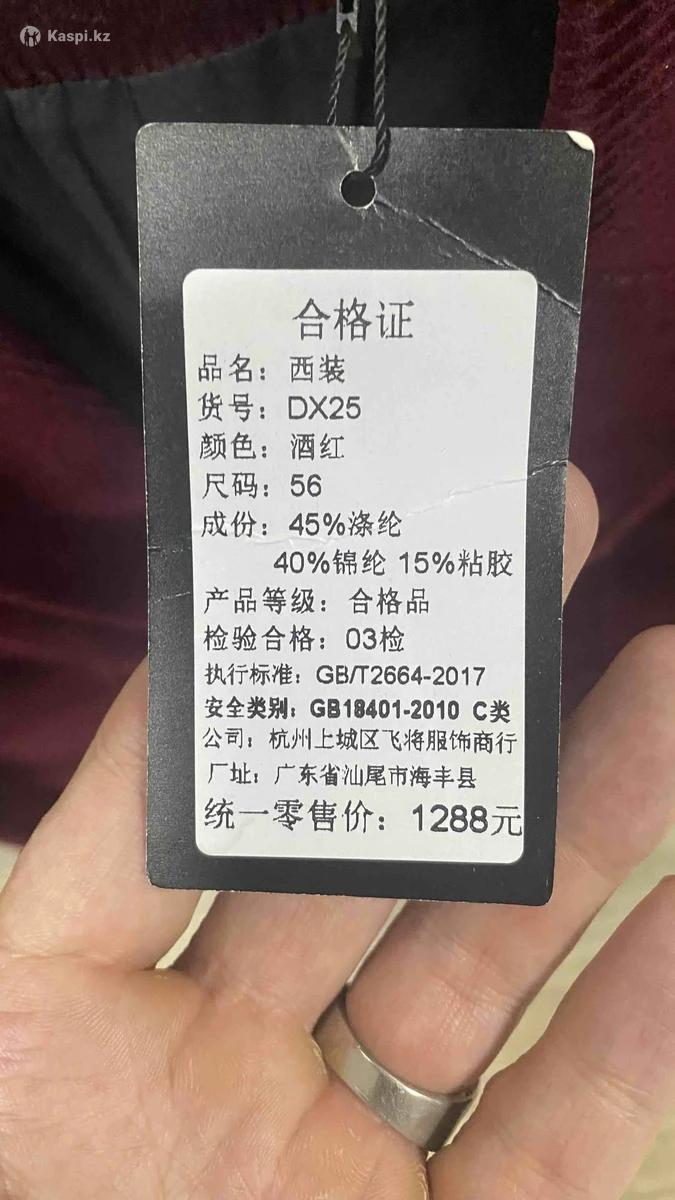 Kaspi.kz
合格证
品名：西装
货号：DX25
颜色：酒红
尺码：56
成份：45%涤纶
40%锦纶 15%粘胶
产品等级：合格品
检验合格：03检
执行标准：GB/T2664-2017
安全类别：GB18401-2010 C类
公司：杭州上城区飞将服饰商行
厂址：广东省汕尾市海丰县
统一零售价：1288元